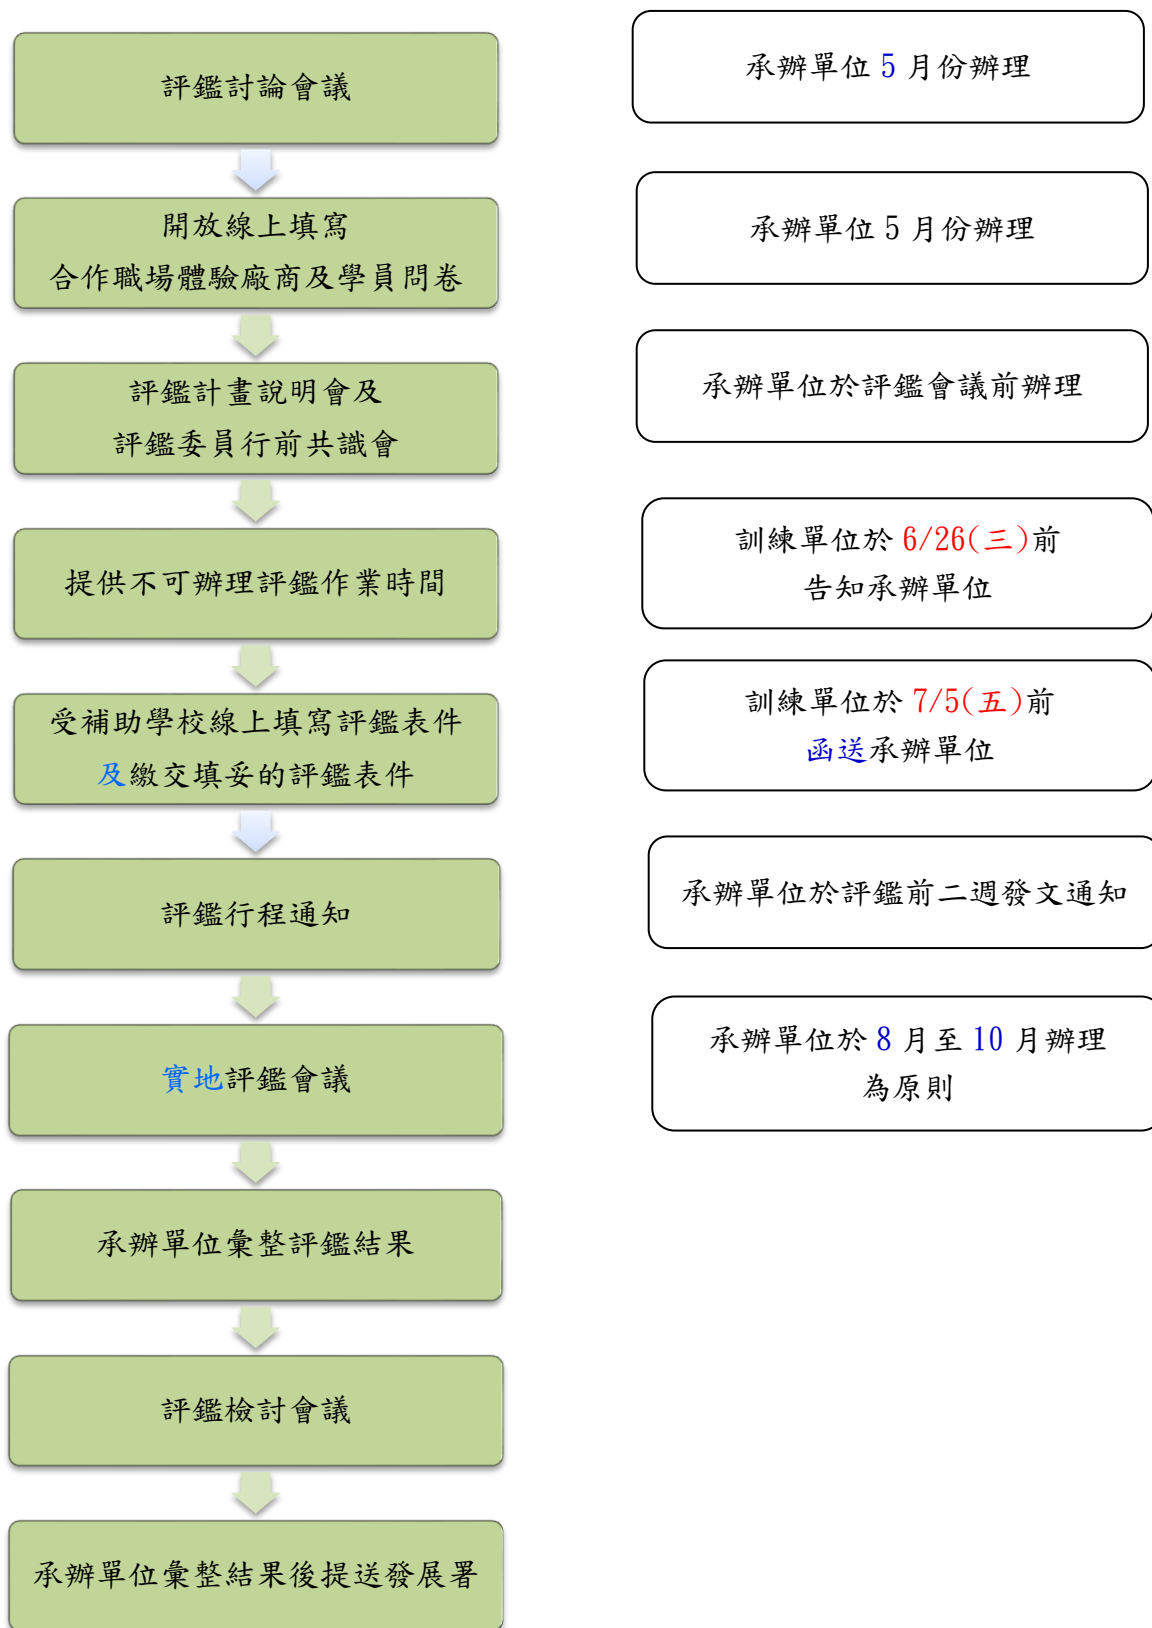 評鑑討論會議
承辦單位 5 月份辦理
開放線上填寫
合作職場體驗廠商及學員問卷
承辦單位 5 月份辦理
評鑑計畫說明會及
評鑑委員行前共識會
承辦單位於評鑑會議前辦理
提供不可辦理評鑑作業時間
訓練單位於 6/26(三)前
告知承辦單位
受補助學校線上填寫評鑑表件
及繳交填妥的評鑑表件
訓練單位於 7/5(五)前
函送承辦單位
評鑑行程通知
承辦單位於評鑑前二週發文通知
實地評鑑會議
承辦單位於 8 月至 10 月辦理
為原則
承辦單位彙整評鑑結果
評鑑檢討會議
承辦單位彙整結果後提送發展署